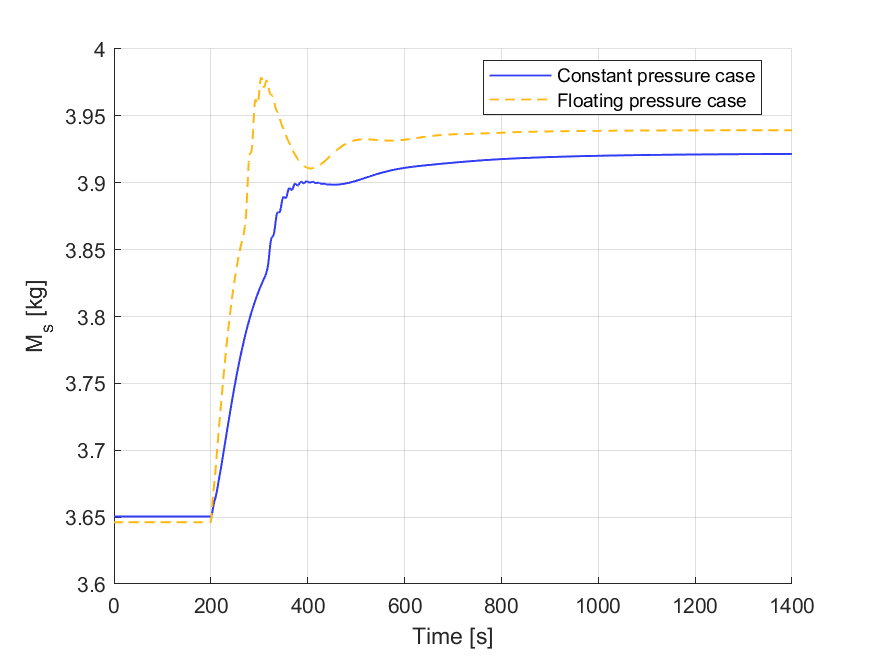 4
3.95
3.9
3.85
3.8
3.75
3.7
3.65
3.6
M_s [kg]
0 200 400 600 800 1000 1200 1400
Time [s]
Constant pressure case
Floating pressure case